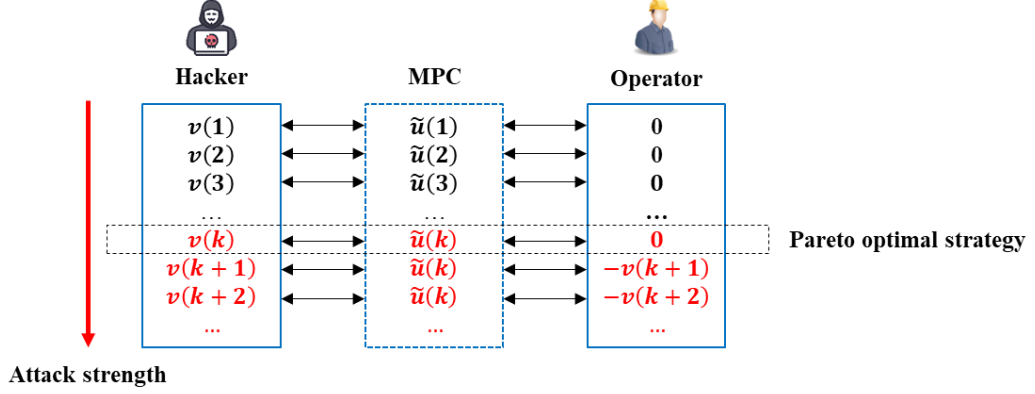 Hacker MPC Operator
v(1) ũ(1) 0
v(2) ũ(2) 0
v(3) ũ(3) 0
... ... ...
v(k) ũ(k) 0 Pareto optimal strategy
v(k + 1) ũ(k) −v(k + 1)
v(k + 2) ũ(k) −v(k + 2)
... ... ...
Attack strength